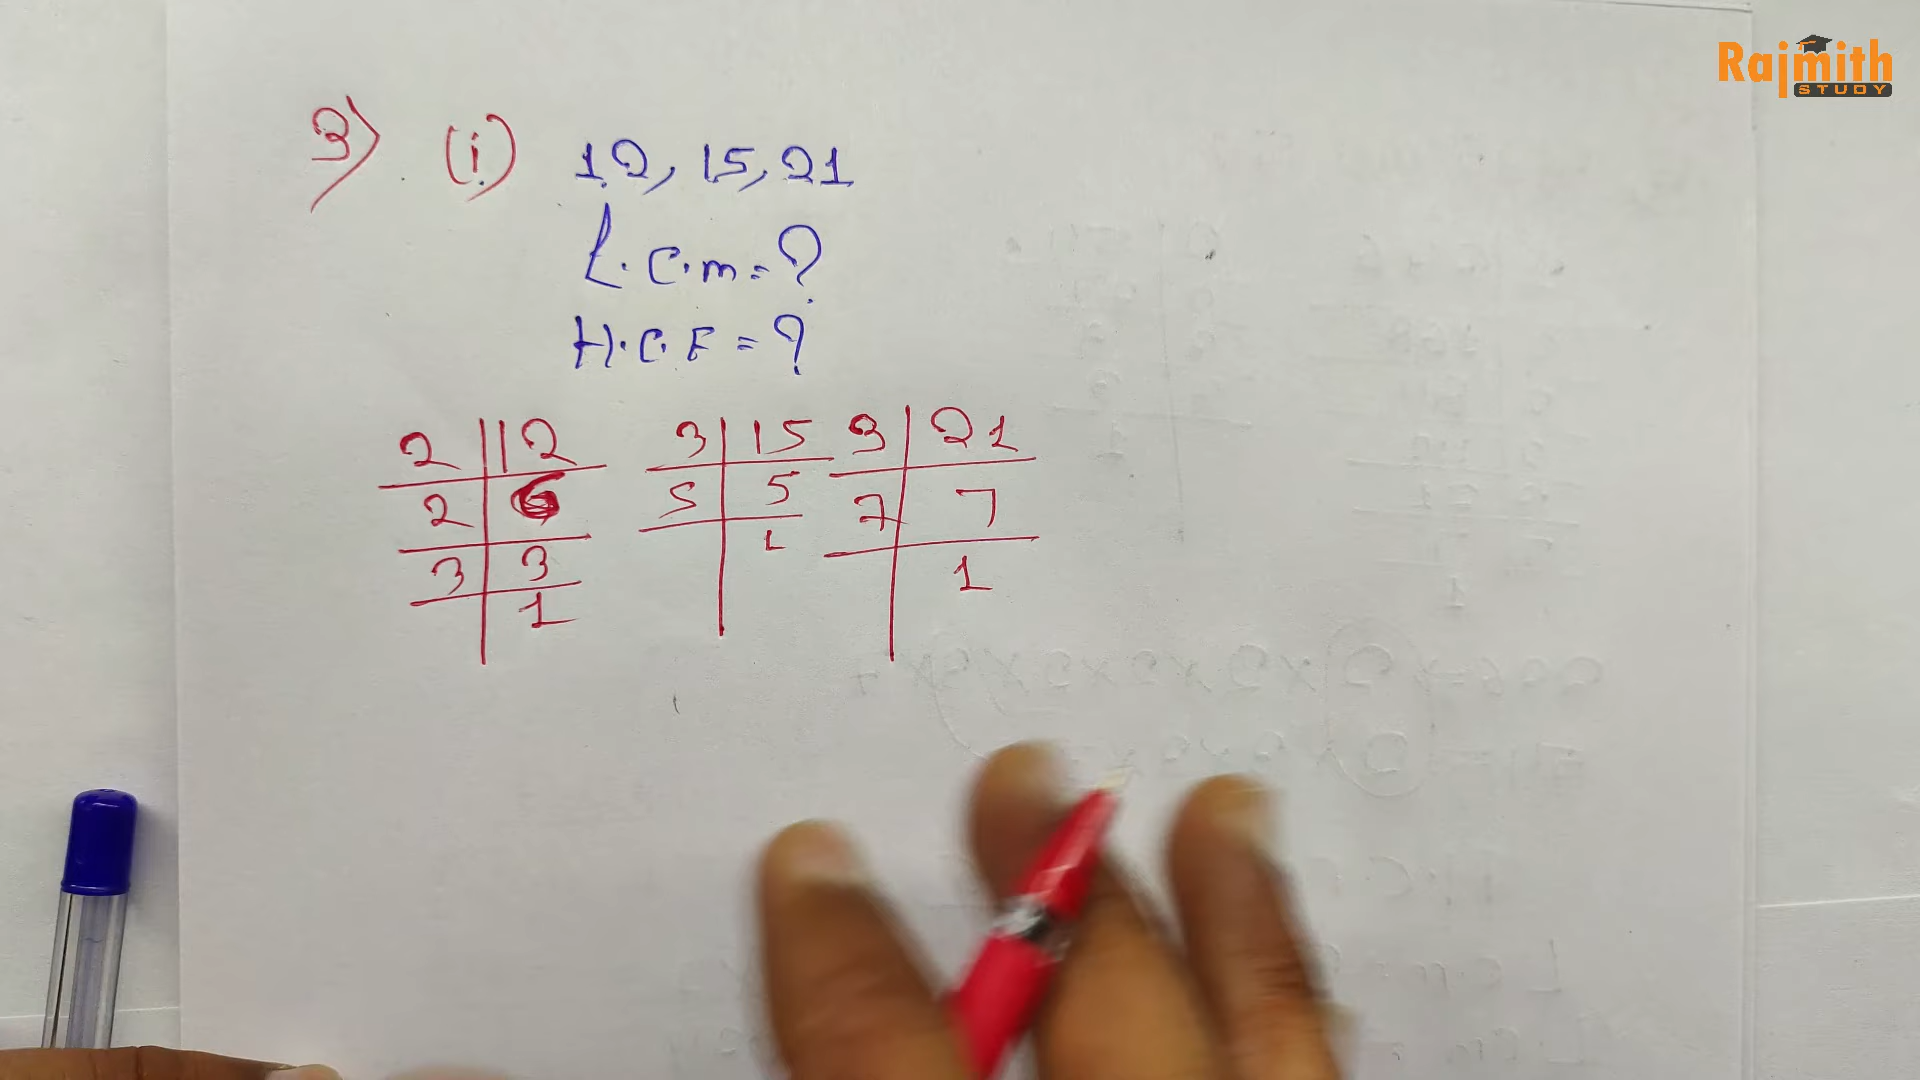 Rajmith
STUDY
3) (i) 12, 15, 21
L.C.m = ?
H.C.F = ?
2 | 12
2 | 6
3 | 3
1
3 | 15
5 | 5
1
3 | 21
7 | 7
1